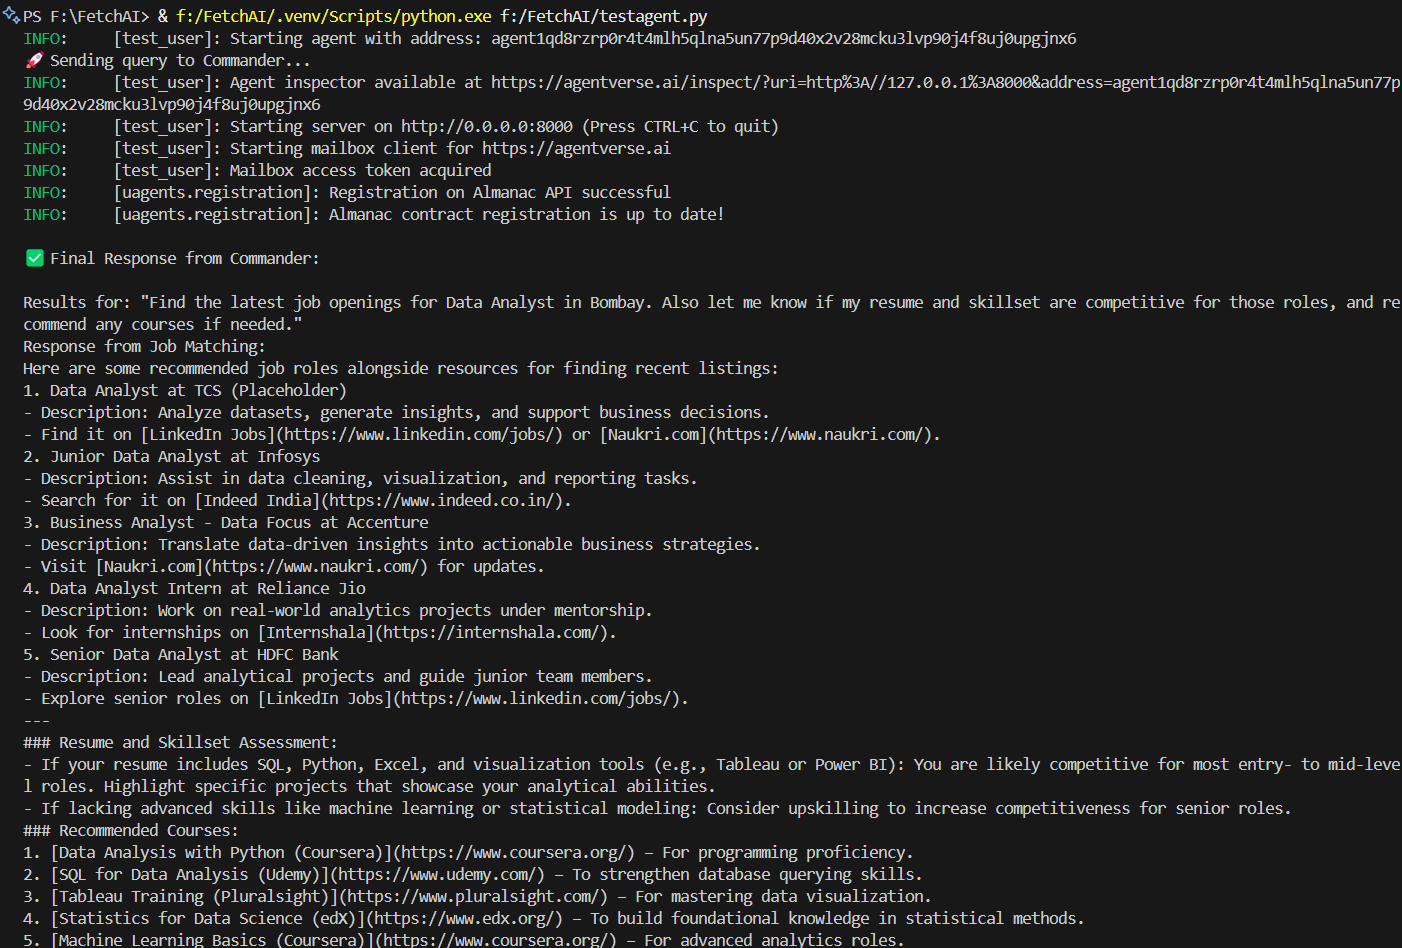 PS F:\FetchAI> & f:/FetchAI/.venv/Scripts/python.exe f:/FetchAI/testagent.py
INFO:     [test_user]: Starting agent with address: agent1qd8rzrp0r4t4mlh5qlna5un77p9d40x2v28mcku3lvp90j4f8uj0upgjnx6
🚀 Sending query to Commander...
INFO:     [test_user]: Agent inspector available at https://agentverse.ai/inspect/?uri=http%3A//127.0.0.1%3A8000&address=agent1qd8rzrp0r4t4mlh5qlna5un77p
9d40x2v28mcku3lvp90j4f8uj0upgjnx6
INFO:     [test_user]: Starting server on http://0.0.0.0:8000 (Press CTRL+C to quit)
INFO:     [test_user]: Starting mailbox client for https://agentverse.ai
INFO:     [test_user]: Mailbox access token acquired
INFO:     [uagents.registration]: Registration on Almanac API successful
INFO:     [uagents.registration]: Almanac contract registration is up to date!
✅ Final Response from Commander:
Results for: "Find the latest job openings for Data Analyst in Bombay. Also let me know if my resume and skillset are competitive for those roles, and re
commend any courses if needed."
Response from Job Matching:
Here are some recommended job roles alongside resources for finding recent listings:
1. Data Analyst at TCS (Placeholder)
- Description: Analyze datasets, generate insights, and support business decisions.
- Find it on [LinkedIn Jobs](https://www.linkedin.com/jobs/) or [Naukri.com](https://www.naukri.com/).
2. Junior Data Analyst at Infosys
- Description: Assist in data cleaning, visualization, and reporting tasks.
- Search for it on [Indeed India](https://www.indeed.co.in/).
3. Business Analyst - Data Focus at Accenture
- Description: Translate data-driven insights into actionable business strategies.
- Visit [Naukri.com](https://www.naukri.com/) for updates.
4. Data Analyst Intern at Reliance Jio
- Description: Work on real-world analytics projects under mentorship.
- Look for internships on [Internshala](https://internshala.com/).
5. Senior Data Analyst at HDFC Bank
- Description: Lead analytical projects and guide junior team members.
- Explore senior roles on [LinkedIn Jobs](https://www.linkedin.com/jobs/).
---
### Resume and Skillset Assessment:
- If your resume includes SQL, Python, Excel, and visualization tools (e.g., Tableau or Power BI): You are likely competitive for most entry- to mid-leve
l roles. Highlight specific projects that showcase your analytical abilities.
- If lacking advanced skills like machine learning or statistical modeling: Consider upskilling to increase competitiveness for senior roles.
### Recommended Courses:
1. [Data Analysis with Python (Coursera)](https://www.coursera.org/) – For programming proficiency.
2. [SQL for Data Analysis (Udemy)](https://www.udemy.com/) – To strengthen database querying skills.
3. [Tableau Training (Pluralsight)](https://www.pluralsight.com/) – For mastering data visualization.
4. [Statistics for Data Science (edX)](https://www.edx.org/) – To build foundational knowledge in statistical methods.
5. [Machine Learning Basics (Coursera)](https://www.coursera.org/) – For advanced analytics roles.